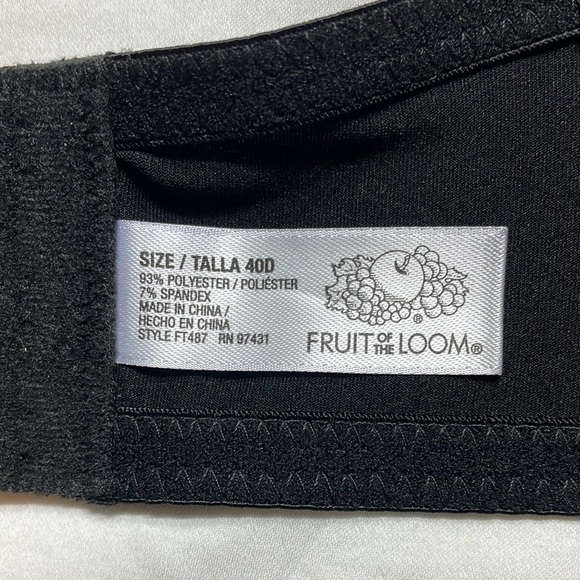 SIZE / TALLA 40D
93% POLYESTER / POLIÉSTER
7% SPANDEX
MADE IN CHINA /
HECHO EN CHINA
STYLE FT487 RN 97431
®
FRUIT OF THE LOOM®